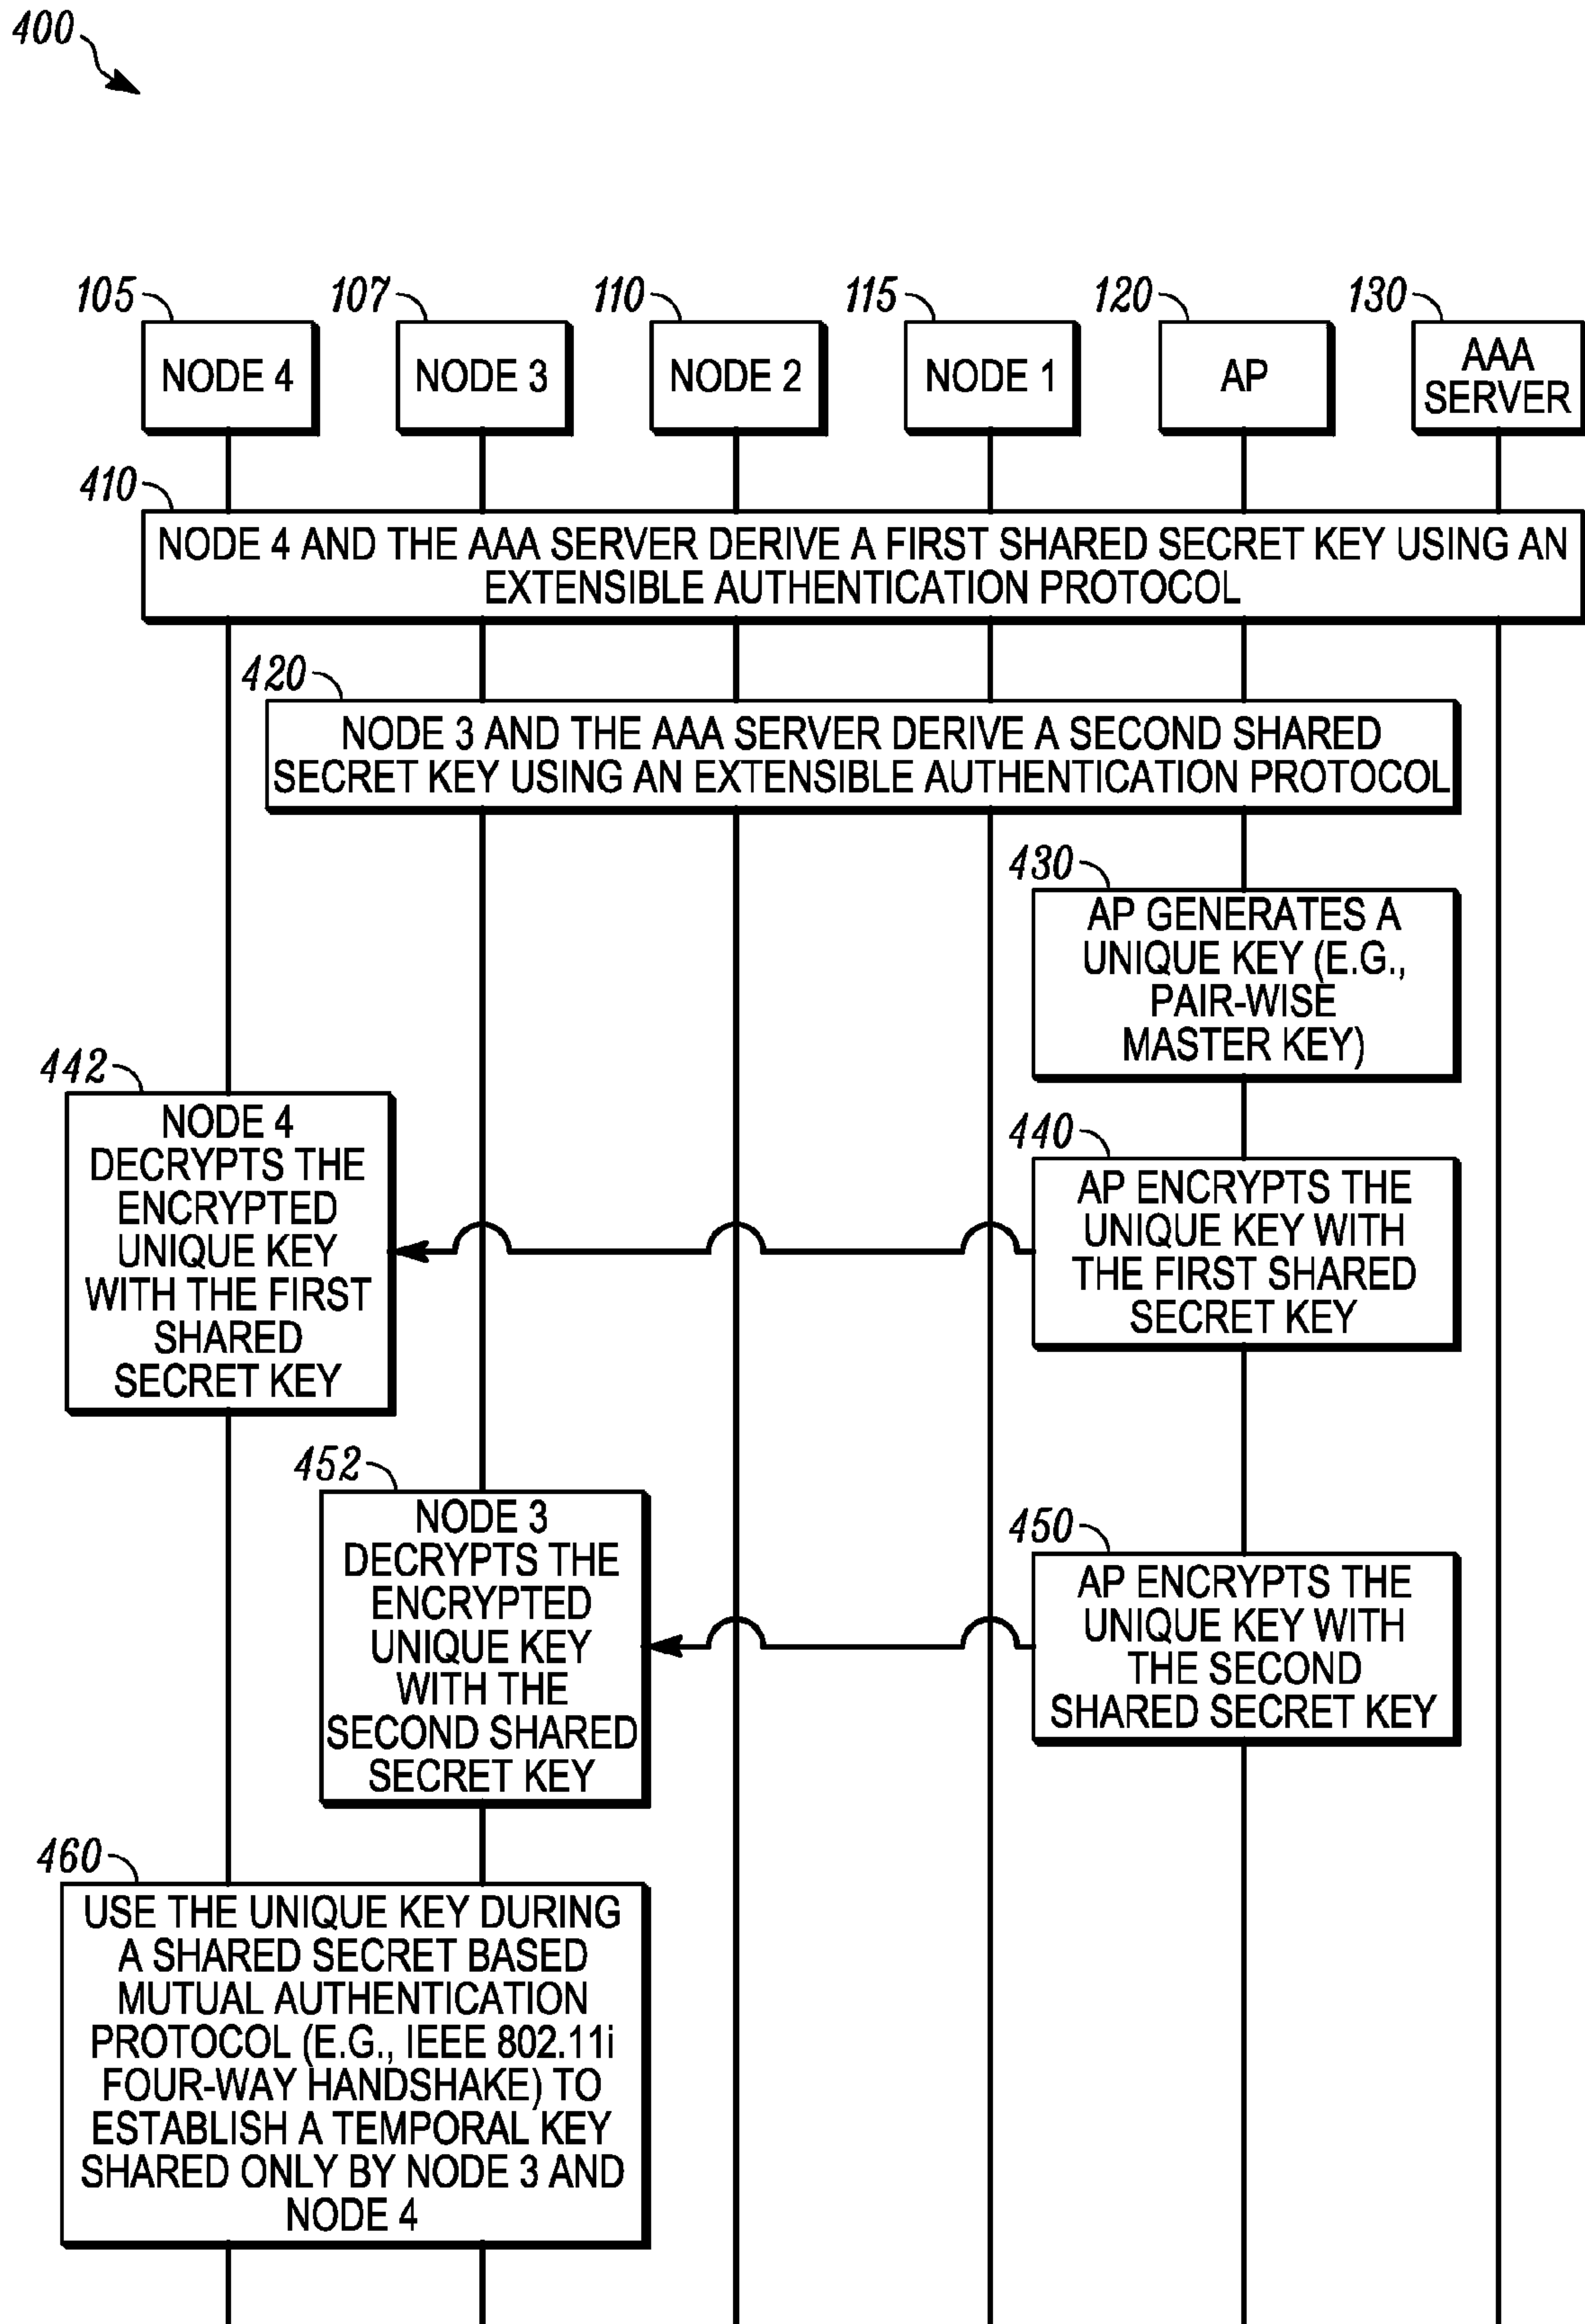 400
105
107
110
115
120
130
NODE 4
NODE 3
NODE 2
NODE 1
AP
AAA
SERVER
410
NODE 4 AND THE AAA SERVER DERIVE A FIRST SHARED SECRET KEY USING AN
EXTENSIBLE AUTHENTICATION PROTOCOL
420
NODE 3 AND THE AAA SERVER DERIVE A SECOND SHARED
SECRET KEY USING AN EXTENSIBLE AUTHENTICATION PROTOCOL
430
AP GENERATES A
UNIQUE KEY (E.G.,
PAIR-WISE
MASTER KEY)
442
NODE 4
DECRYPTS THE
ENCRYPTED
UNIQUE KEY
WITH THE FIRST
SHARED
SECRET KEY
440
AP ENCRYPTS THE
UNIQUE KEY WITH
THE FIRST SHARED
SECRET KEY
452
NODE 3
DECRYPTS THE
ENCRYPTED
UNIQUE KEY
WITH THE
SECOND SHARED
SECRET KEY
450
AP ENCRYPTS THE
UNIQUE KEY WITH
THE SECOND
SHARED SECRET KEY
460
USE THE UNIQUE KEY DURING
A SHARED SECRET BASED
MUTUAL AUTHENTICATION
PROTOCOL (E.G., IEEE 802.11i
FOUR-WAY HANDSHAKE) TO
ESTABLISH A TEMPORAL KEY
SHARED ONLY BY NODE 3 AND
NODE 4